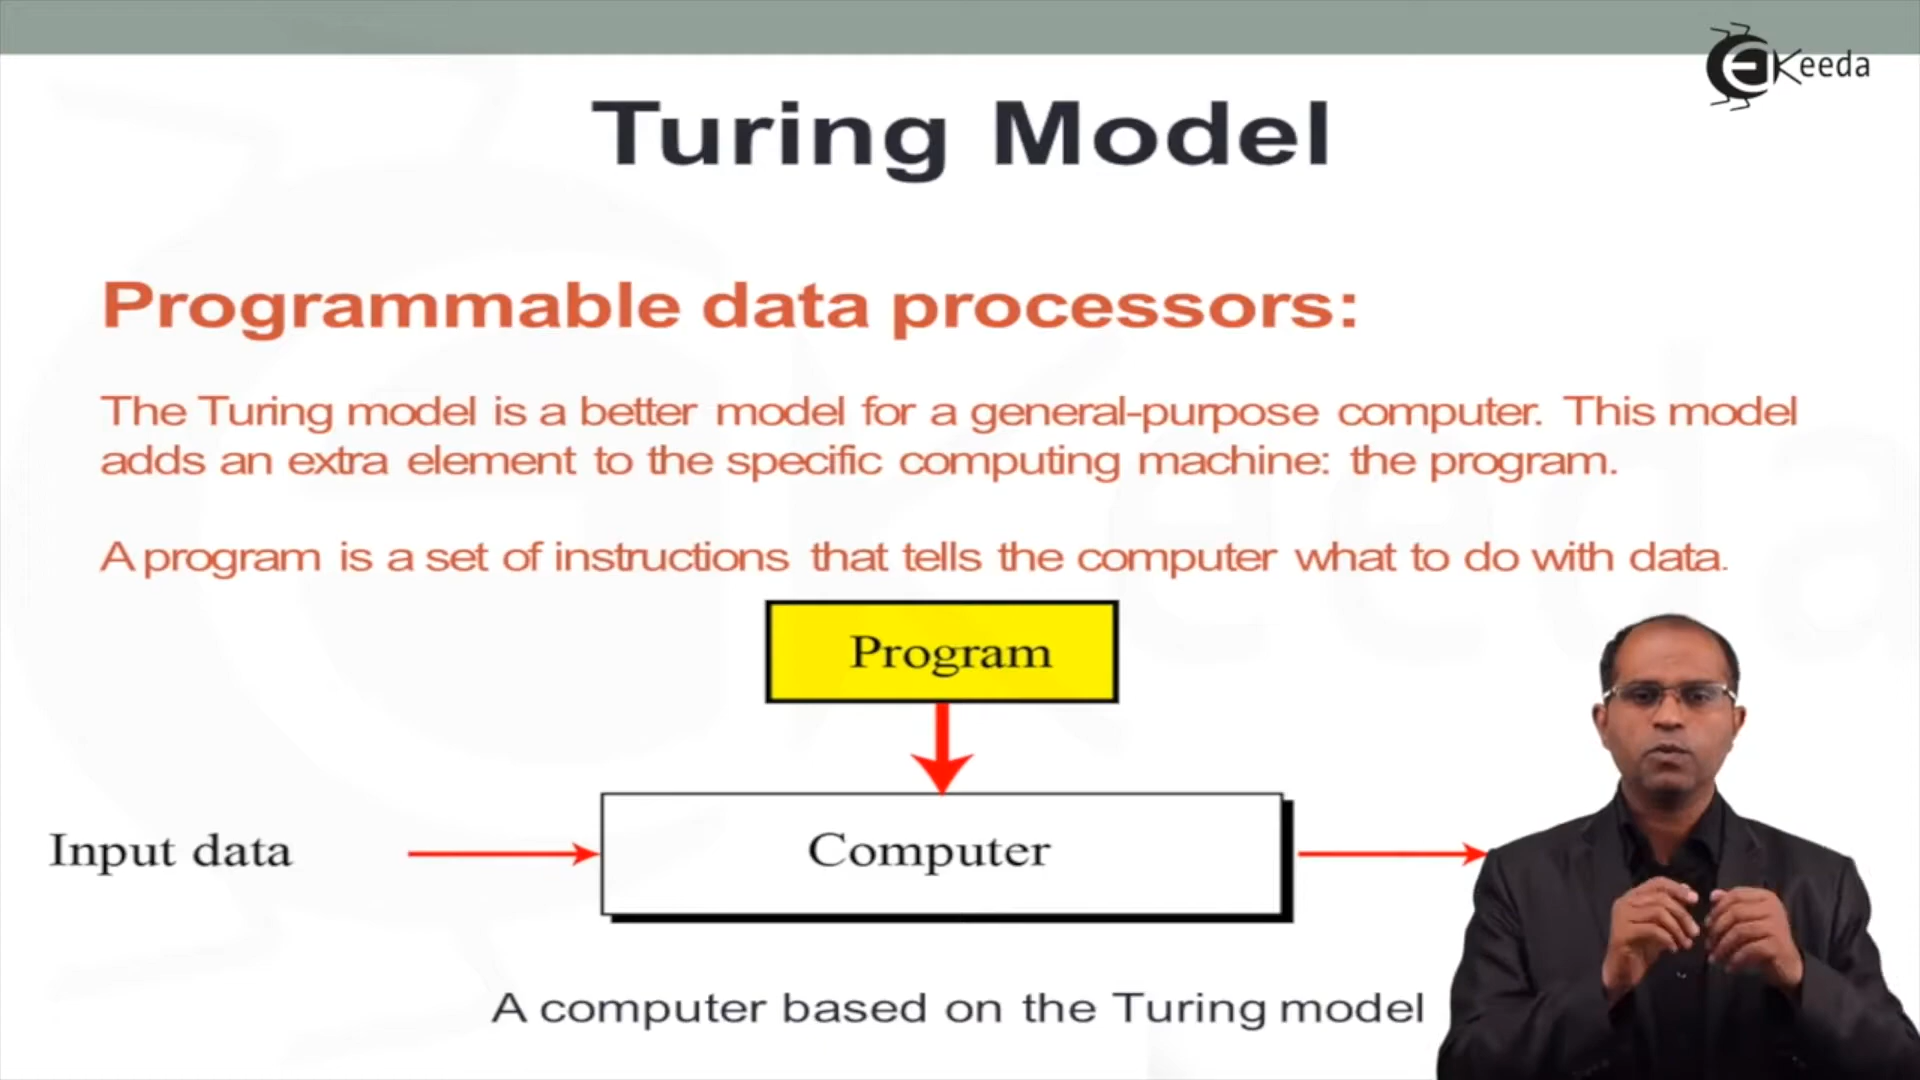 Keeda
Turing Model
Programmable data processors:
The Turing model is a better model for a general-purpose computer. This model
adds an extra element to the specific computing machine: the program.
A program is a set of instructions that tells the computer what to do with data.
Program
Input data
Computer
A computer based on the Turing model